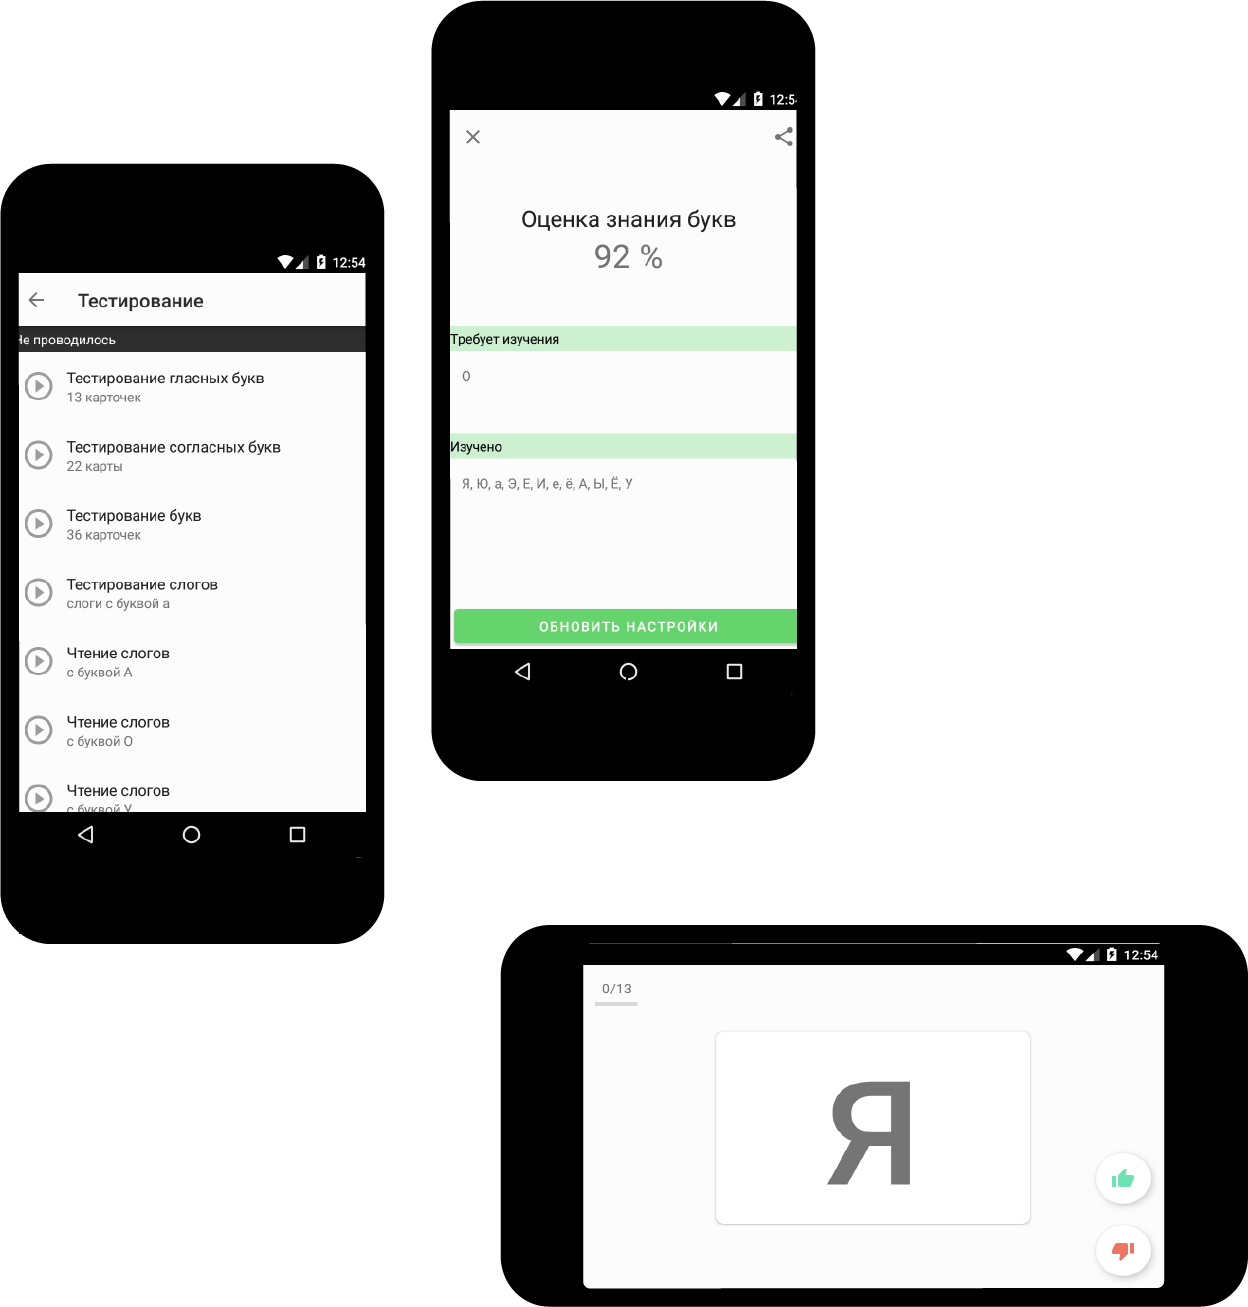 12:54
Тестирование
Не проводилось
Тестирование гласных букв
13 карточек
Тестирование согласных букв
22 карты
Тестирование букв
36 карточек
Тестирование слогов
слоги с буквой а
Чтение слогов
с буквой А
Чтение слогов
с буквой О
Чтение слогов
с буквой У
12:54
Оценка знания букв
92 %
Требует изучения
О
Изучено
Я, Ю, а, Э, Е, И, е, ё, А, Ы, Ё, У
ОБНОВИТЬ НАСТРОЙКИ
12:54
0/13
Я